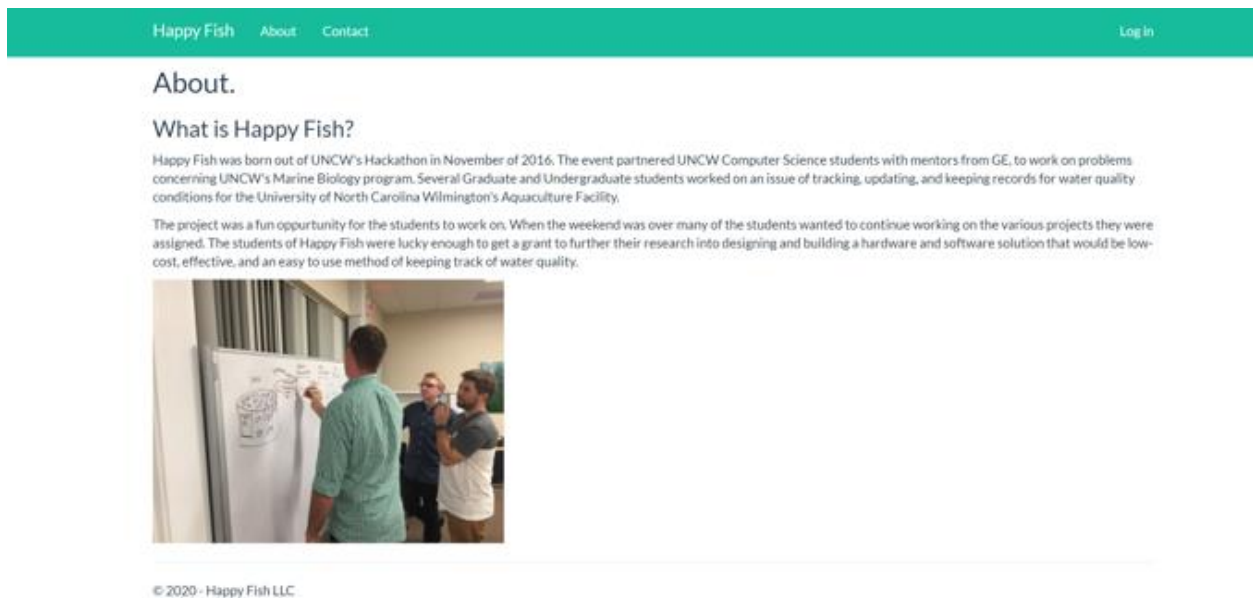 Happy Fish About Contact Log in
About.
What is Happy Fish?
Happy Fish was born out of UNCW's Hackathon in November of 2016. The event partnered UNCW Computer Science students with mentors from GE, to work on problems
concerning UNCW's Marine Biology program. Several Graduate and Undergraduate students worked on an issue of tracking, updating, and keeping records for water quality
conditions for the University of North Carolina Wilmington's Aquaculture Facility.
The project was a fun oppurtunity for the students to work on. When the weekend was over many of the students wanted to continue working on the various projects they were
assigned. The students of Happy Fish were lucky enough to get a grant to further their research into designing and building a hardware and software solution that would be low-
cost, effective, and an easy to use method of keeping track of water quality.
© 2020 - Happy Fish LLC